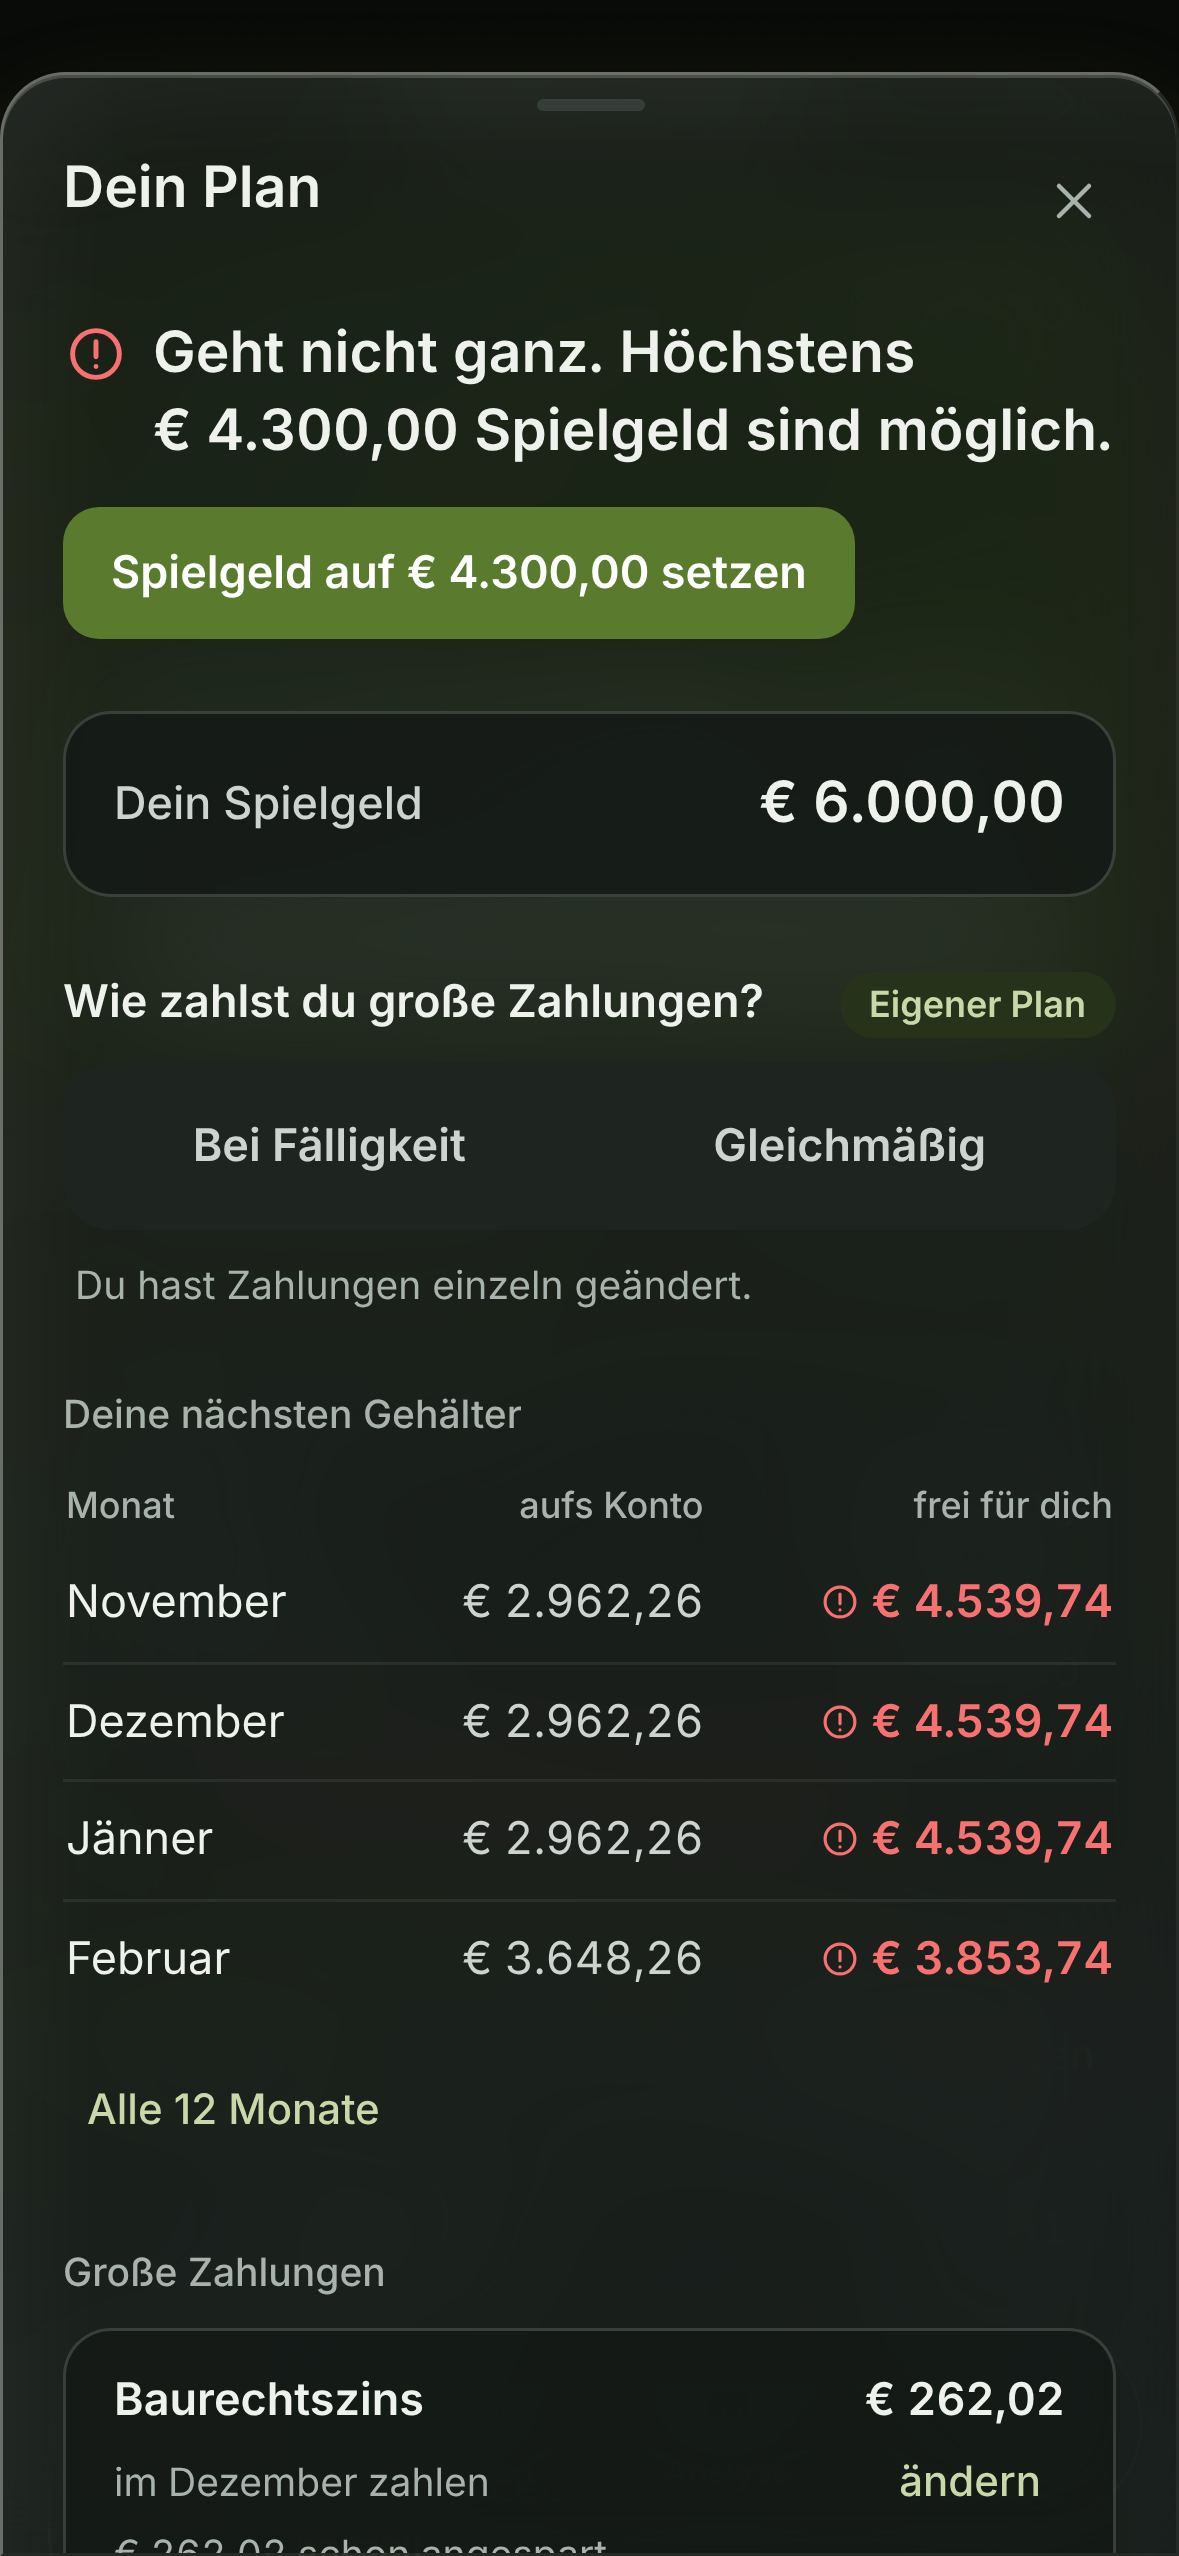 Dein Plan
Geht nicht ganz. Höchstens
€ 4.300,00 Spielgeld sind möglich.
Spielgeld auf € 4.300,00 setzen
Dein Spielgeld € 6.000,00
Wie zahlst du große Zahlungen? Eigener Plan
Bei Fälligkeit Gleichmäßig
Du hast Zahlungen einzeln geändert.
Deine nächsten Gehälter
Monat aufs Konto frei für dich
November € 2.962,26 € 4.539,74
Dezember € 2.962,26 € 4.539,74
Jänner € 2.962,26 € 4.539,74
Februar € 3.648,26 € 3.853,74
Alle 12 Monate
Große Zahlungen
Baurechtszins € 262,02
im Dezember zahlen ändern
€ 262,02 schon angespart